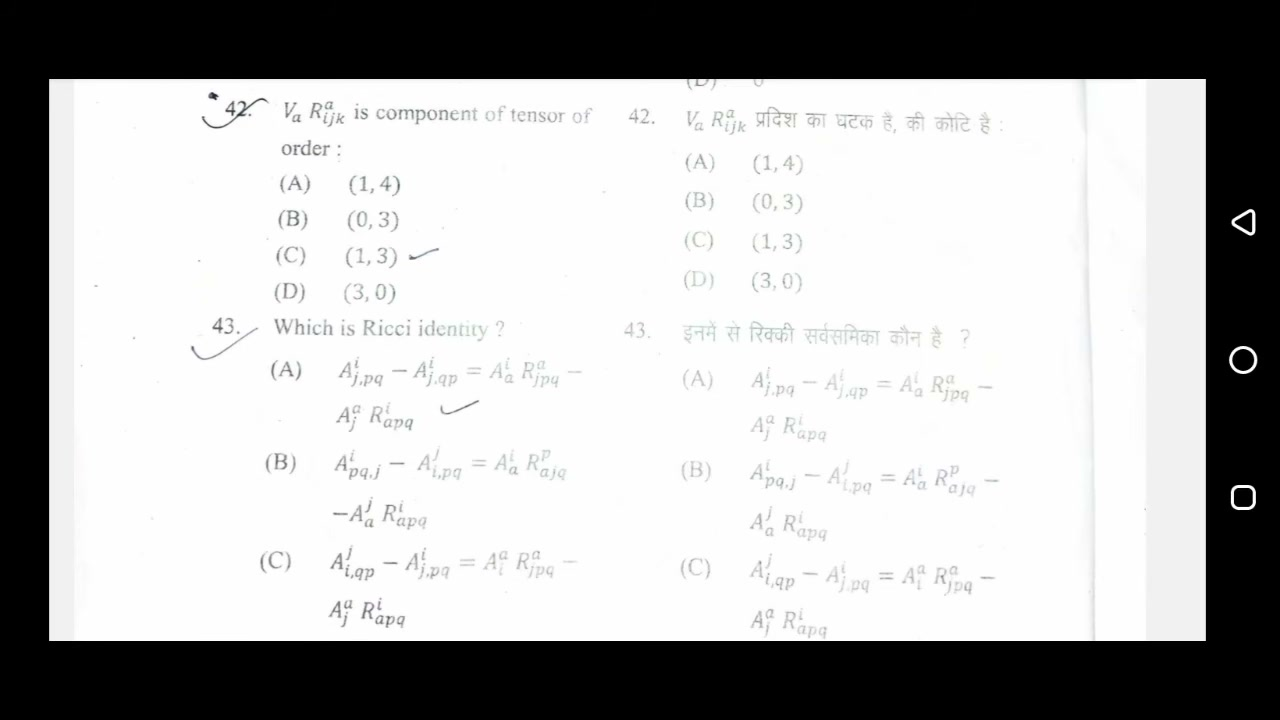 42. V_a R^a_{ijk} is component of tensor of
order :
(A) (1, 4)
(B) (0, 3)
(C) (1, 3)
(D) (3, 0)
43. Which is Ricci identity ?
(A) A^i_{j,pq} − A^i_{j,qp} = A^i_a R^a_{jpq} −
A^a_j R^i_{apq}
(B) A^i_{pq,j} − A^j_{i,pq} = A^i_a R^p_{ajq}
−A^j_a R^i_{apq}
(C) A^j_{i,qp} − A^i_{j,pq} = A^a_i R^a_{jpq} −
A^a_j R^i_{apq}
(D) 0
42. V_a R^a_{ijk} प्रदिश का घटक है, की कोटि है :
(A) (1, 4)
(B) (0, 3)
(C) (1, 3)
(D) (3, 0)
43. इनमें से रिक्की सर्वसमिका कौन है ?
(A) A^i_{j,pq} − A^i_{j,qp} = A^i_a R^a_{jpq} −
A^a_j R^i_{apq}
(B) A^i_{pq,j} − A^j_{i,pq} = A^i_a R^p_{ajq} −
A^j_a R^i_{apq}
(C) A^j_{i,qp} − A^i_{j,pq} = A^a_i R^a_{jpq} −
A^a_j R^i_{apq}